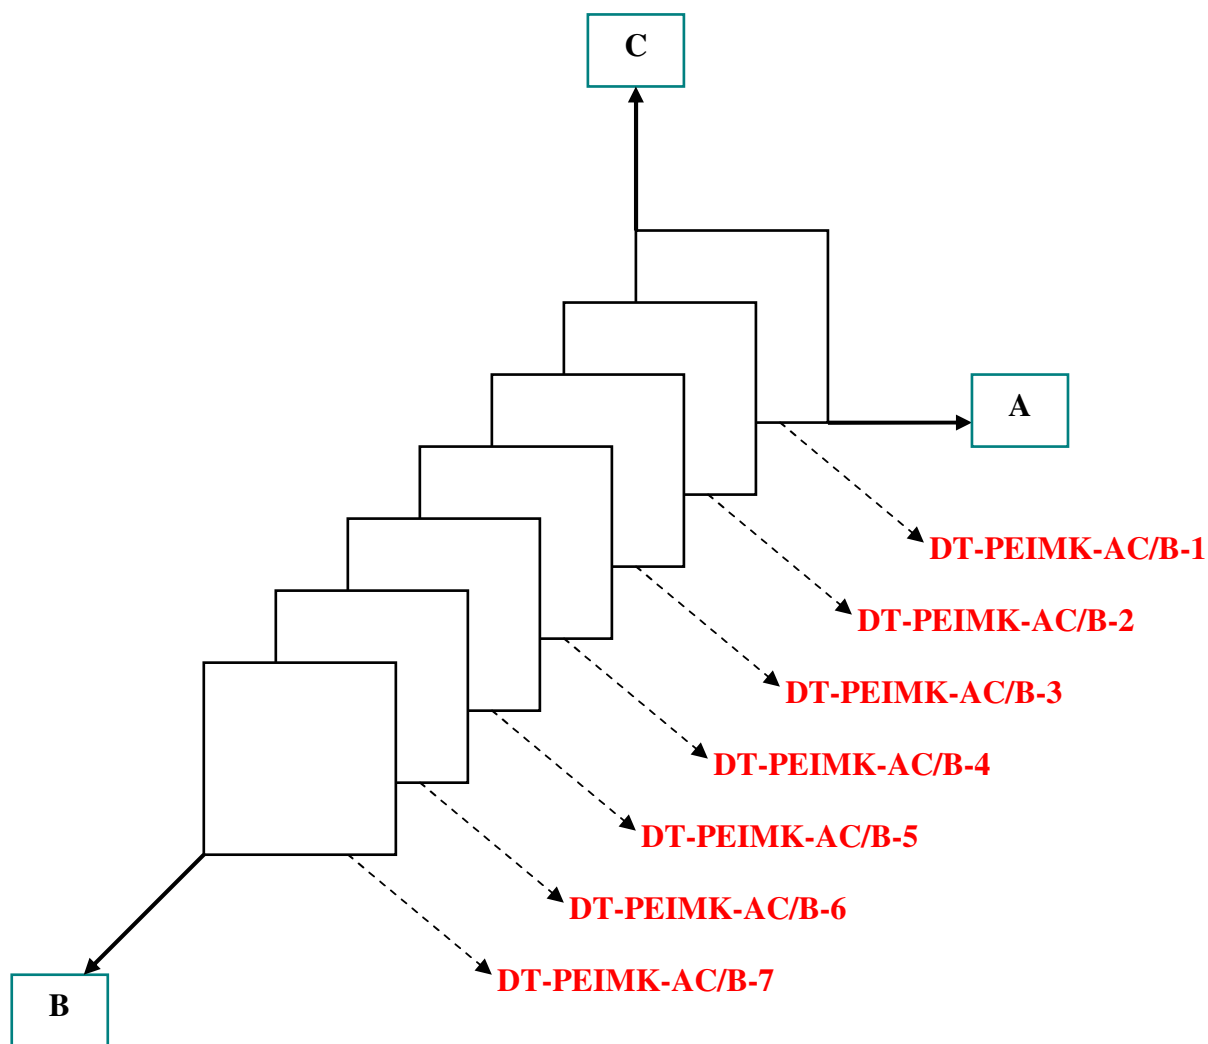 C
A
DT-PEIMK-AC/B-1
DT-PEIMK-AC/B-2
DT-PEIMK-AC/B-3
DT-PEIMK-AC/B-4
DT-PEIMK-AC/B-5
DT-PEIMK-AC/B-6
DT-PEIMK-AC/B-7
B